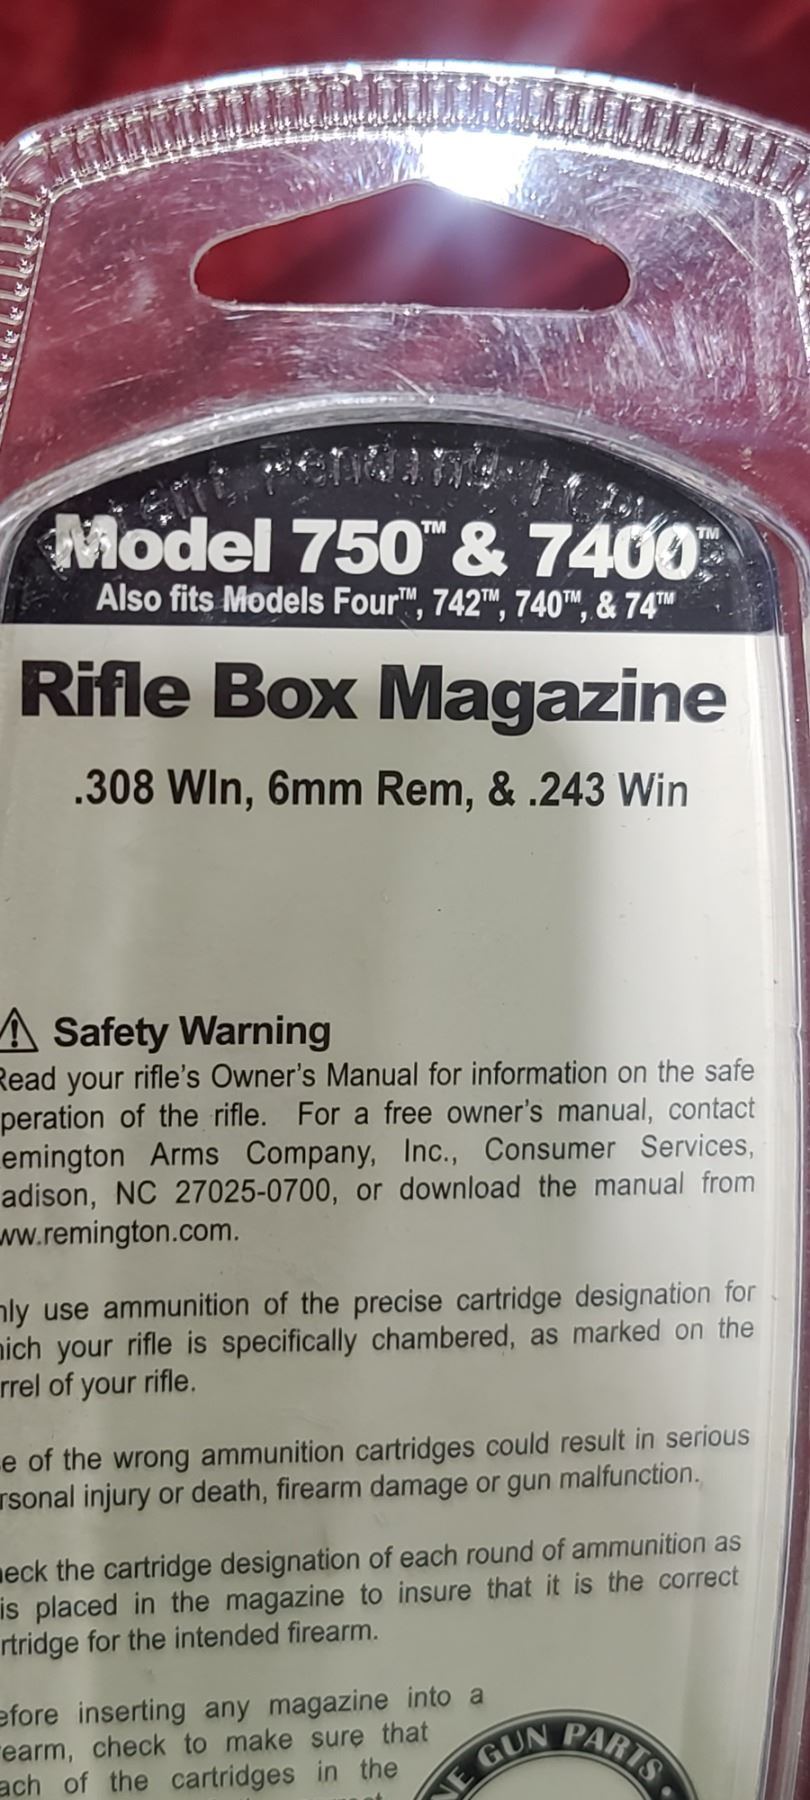 Pending
Model 750™ & 7400™
Also fits Models Four™, 742™, 740™, & 74™
Rifle Box Magazine
.308 WIn, 6mm Rem, & .243 Win
⚠ Safety Warning
Read your rifle's Owner's Manual for information on the safe
peration of the rifle. For a free owner's manual, contact
emington Arms Company, Inc., Consumer Services,
adison, NC 27025-0700, or download the manual from
ww.remington.com.
nly use ammunition of the precise cartridge designation for
hich your rifle is specifically chambered, as marked on the
rrel of your rifle.
e of the wrong ammunition cartridges could result in serious
rsonal injury or death, firearm damage or gun malfunction.
heck the cartridge designation of each round of ammunition as
is placed in the magazine to insure that it is the correct
rtridge for the intended firearm.
efore inserting any magazine into a
earm, check to make sure that
ach of the cartridges in the
NE GUN PARTS •